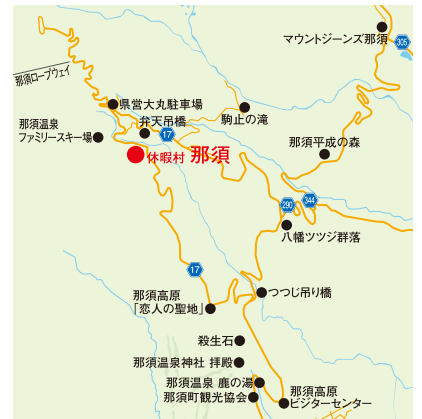 マウントジーンズ那須
305
那須ロープウェイ
県営大丸駐車場
駒止の滝
弁天吊橋
17
那須温泉
ファミリースキー場
那須平成の森
休暇村 那須
290
344
八幡ツツジ群落
17
つつじ吊り橋
那須高原
「恋人の聖地」
殺生石
那須温泉神社 拝殿
那須温泉 鹿の湯
那須町観光協会
那須高原
ビジターセンター